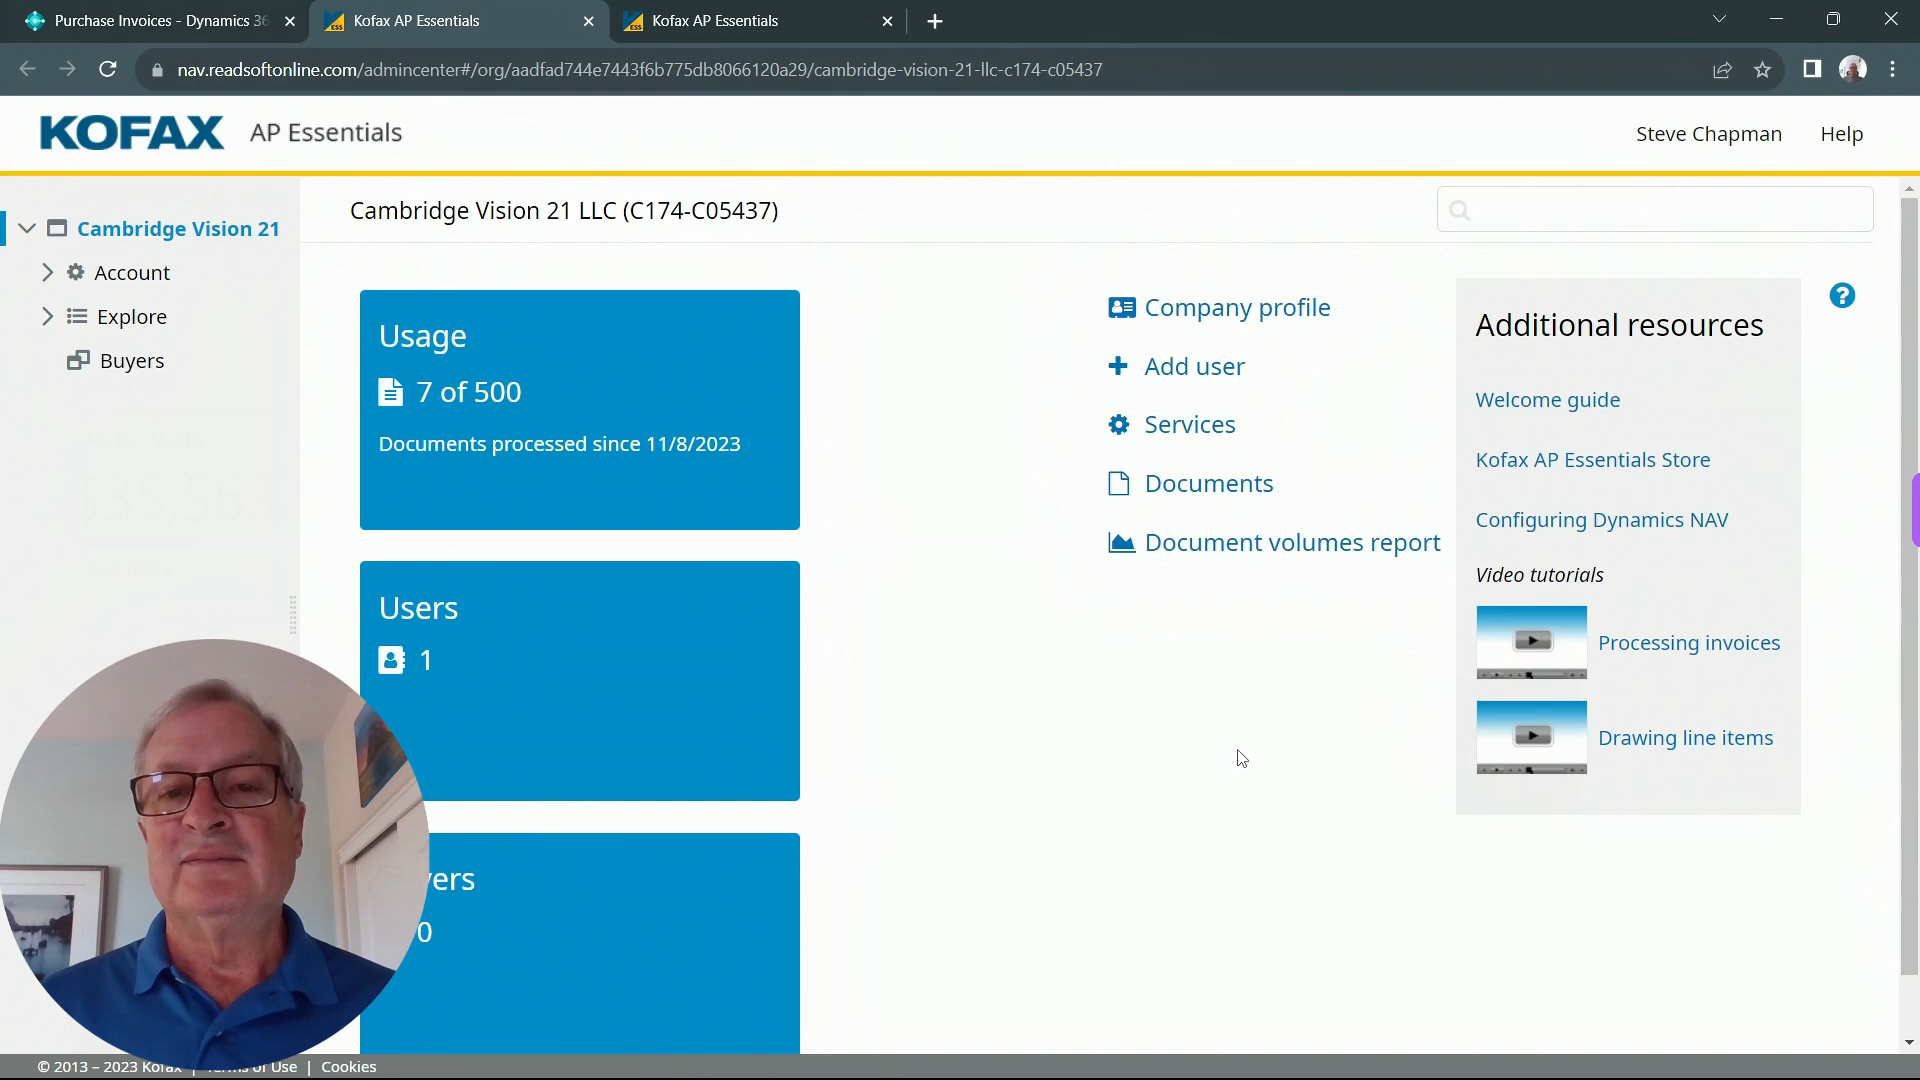 Purchase Invoices - Dynamics 36
Kofax AP Essentials
Kofax AP Essentials
nav.readsoftonline.com/admincenter#/org/aadfad744e7443f6b775db8066120a29/cambridge-vision-21-llc-c174-c05437
KOFAX AP Essentials
Steve Chapman
Help
Cambridge Vision 21
Account
Explore
Buyers
Cambridge Vision 21 LLC (C174-C05437)
Usage
7 of 500
Documents processed since 11/8/2023
Users
1
yers
0
Company profile
Add user
Services
Documents
Document volumes report
Additional resources
Welcome guide
Kofax AP Essentials Store
Configuring Dynamics NAV
Video tutorials
Processing invoices
Drawing line items
© 2013 – 2023 Kofax | Terms of Use | Cookies